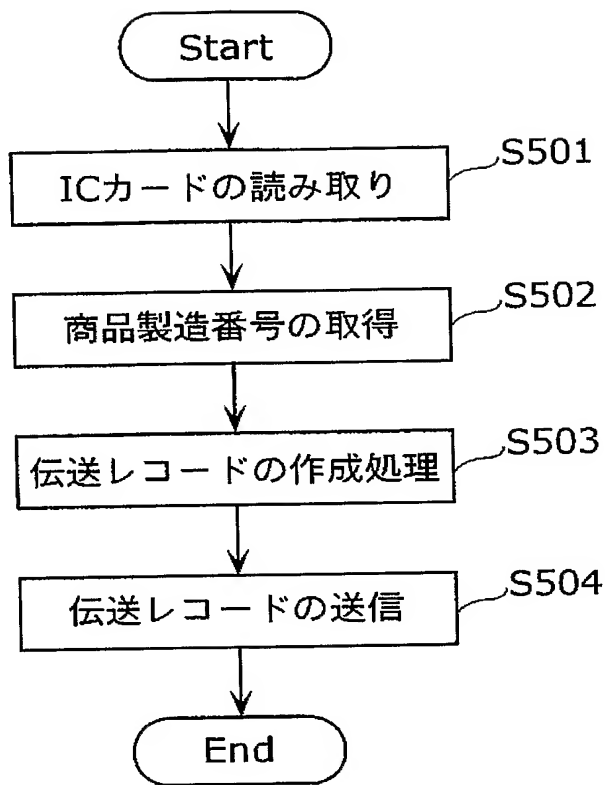 Start
ICカードの読み取り
S501
商品製造番号の取得
S502
伝送レコードの作成処理
S503
伝送レコードの送信
S504
End